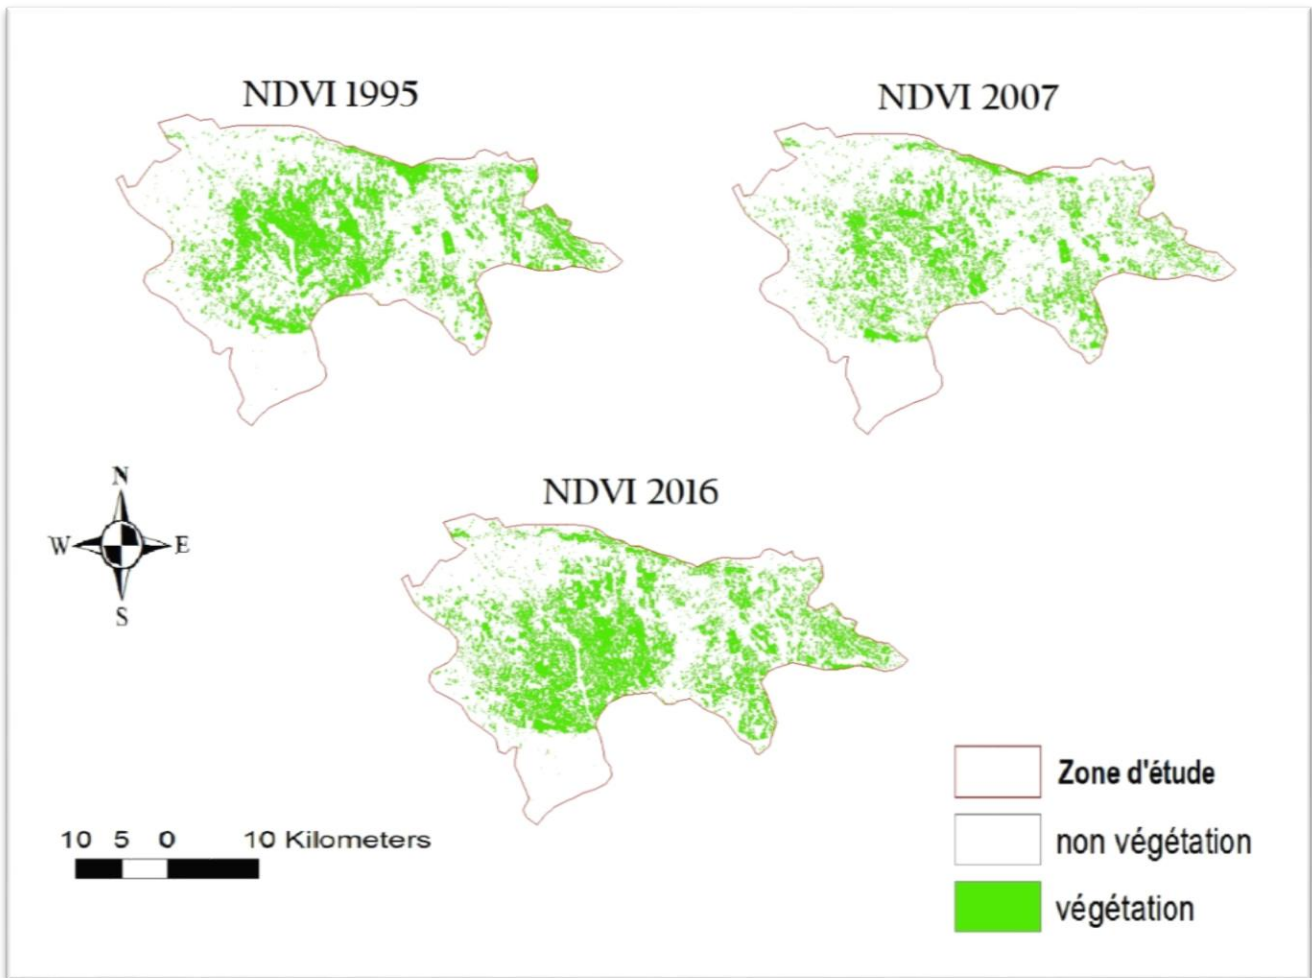 NDVI 1995
NDVI 2007
NDVI 2016
N
W E
S
10 5 0 10 Kilometers
Zone d'étude
non végétation
végétation